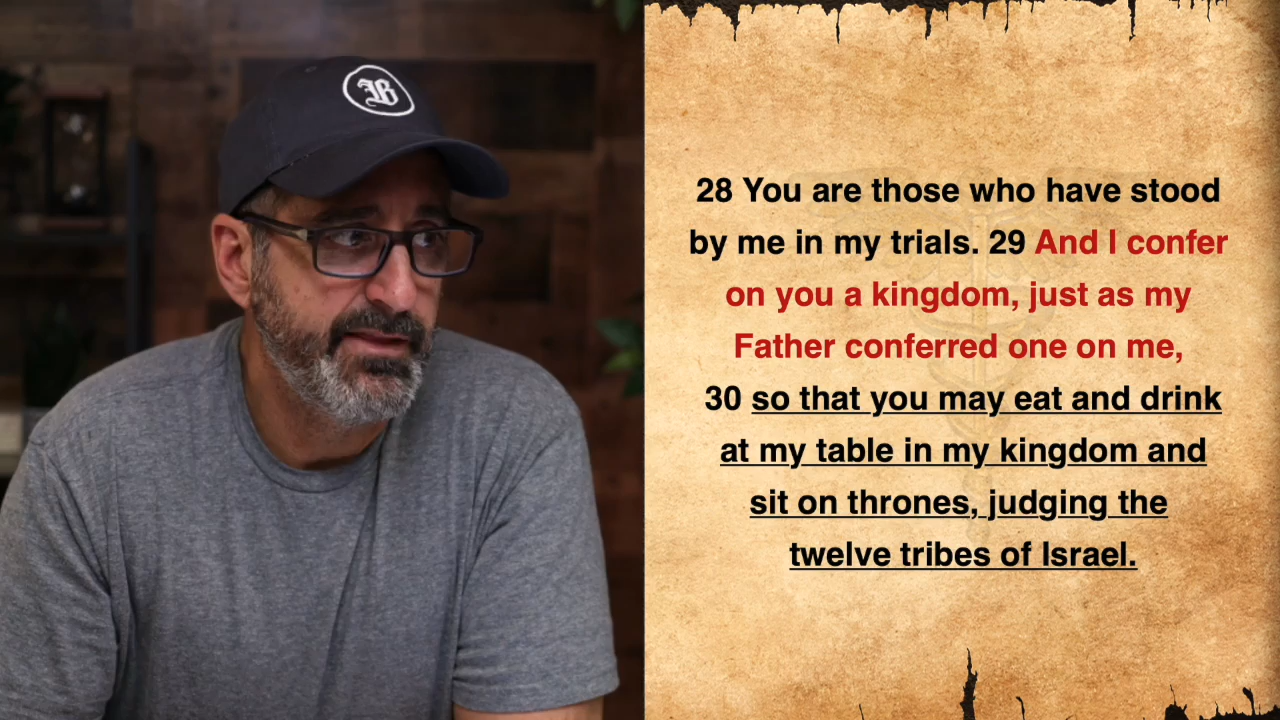 B
28 You are those who have stood
by me in my trials. 29 And I confer
on you a kingdom, just as my
Father conferred one on me,
30 so that you may eat and drink
at my table in my kingdom and
sit on thrones, judging the
twelve tribes of Israel.